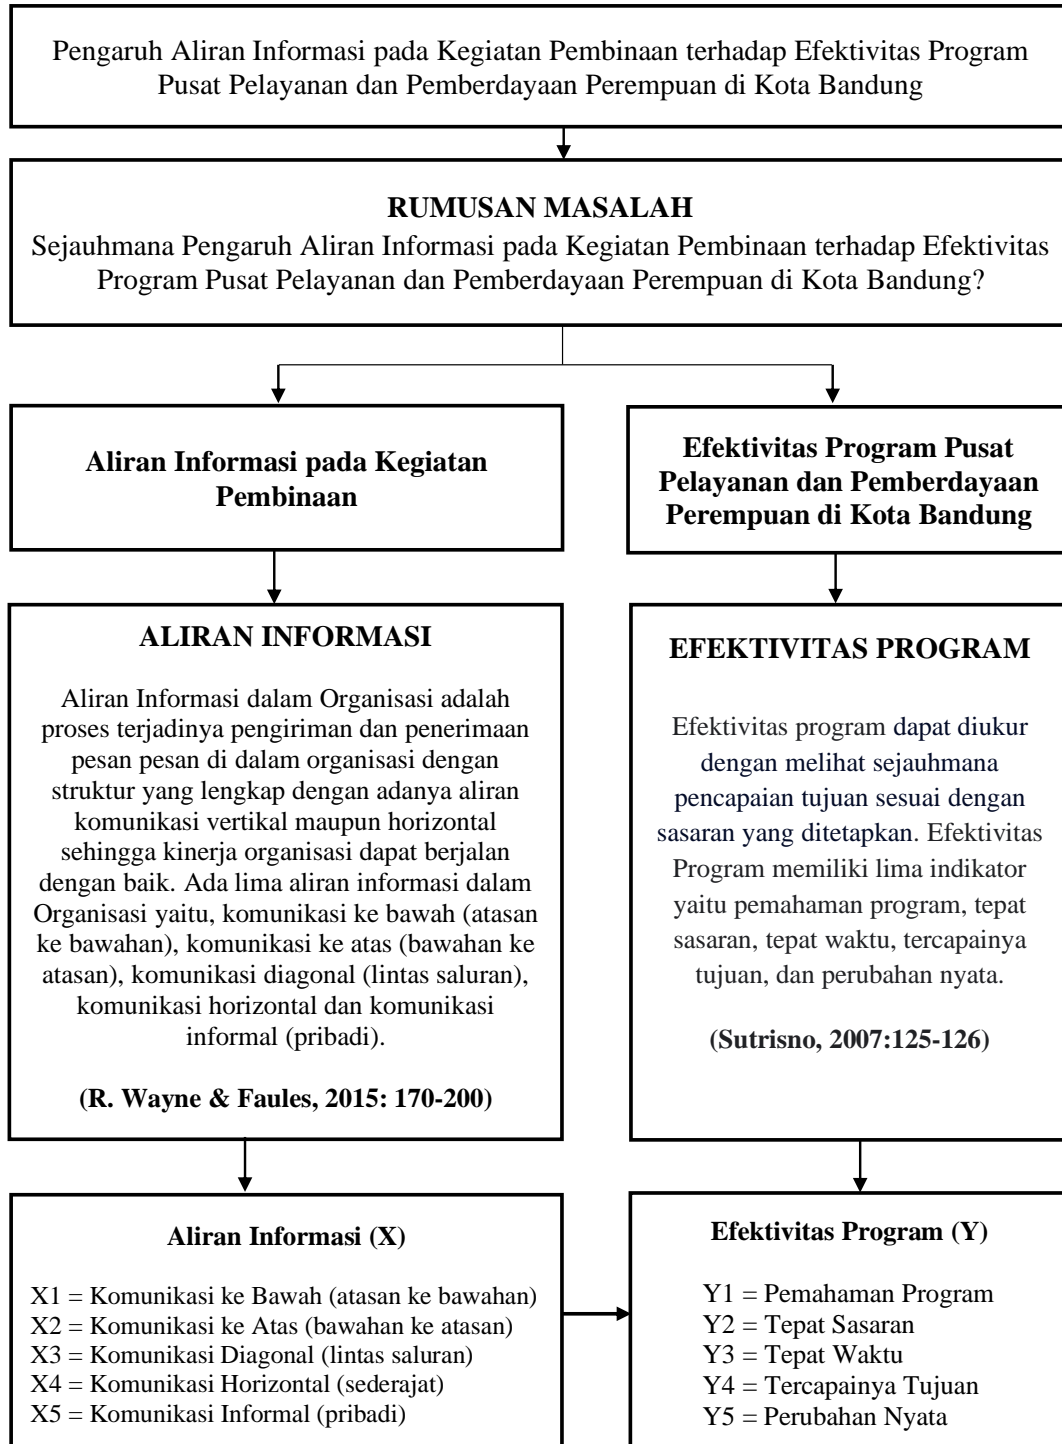 Pengaruh Aliran Informasi pada Kegiatan Pembinaan terhadap Efektivitas Program
Pusat Pelayanan dan Pemberdayaan Perempuan di Kota Bandung
RUMUSAN MASALAH
Sejauhmana Pengaruh Aliran Informasi pada Kegiatan Pembinaan terhadap Efektivitas
Program Pusat Pelayanan dan Pemberdayaan Perempuan di Kota Bandung?
Aliran Informasi pada Kegiatan
Pembinaan
Efektivitas Program Pusat
Pelayanan dan Pemberdayaan
Perempuan di Kota Bandung
ALIRAN INFORMASI
Aliran Informasi dalam Organisasi adalah
proses terjadinya pengiriman dan penerimaan
pesan pesan di dalam organisasi dengan
struktur yang lengkap dengan adanya aliran
komunikasi vertikal maupun horizontal
sehingga kinerja organisasi dapat berjalan
dengan baik. Ada lima aliran informasi dalam
Organisasi yaitu, komunikasi ke bawah (atasan
ke bawahan), komunikasi ke atas (bawahan ke
atasan), komunikasi diagonal (lintas saluran),
komunikasi horizontal dan komunikasi
informal (pribadi).
(R. Wayne & Faules, 2015: 170-200)
EFEKTIVITAS PROGRAM
Efektivitas program dapat diukur
dengan melihat sejauhmana
pencapaian tujuan sesuai dengan
sasaran yang ditetapkan. Efektivitas
Program memiliki lima indikator
yaitu pemahaman program, tepat
sasaran, tepat waktu, tercapainya
tujuan, dan perubahan nyata.
(Sutrisno, 2007:125-126)
Aliran Informasi (X)
X1 = Komunikasi ke Bawah (atasan ke bawahan)
X2 = Komunikasi ke Atas (bawahan ke atasan)
X3 = Komunikasi Diagonal (lintas saluran)
X4 = Komunikasi Horizontal (sederajat)
X5 = Komunikasi Informal (pribadi)
Efektivitas Program (Y)
Y1 = Pemahaman Program
Y2 = Tepat Sasaran
Y3 = Tepat Waktu
Y4 = Tercapainya Tujuan
Y5 = Perubahan Nyata